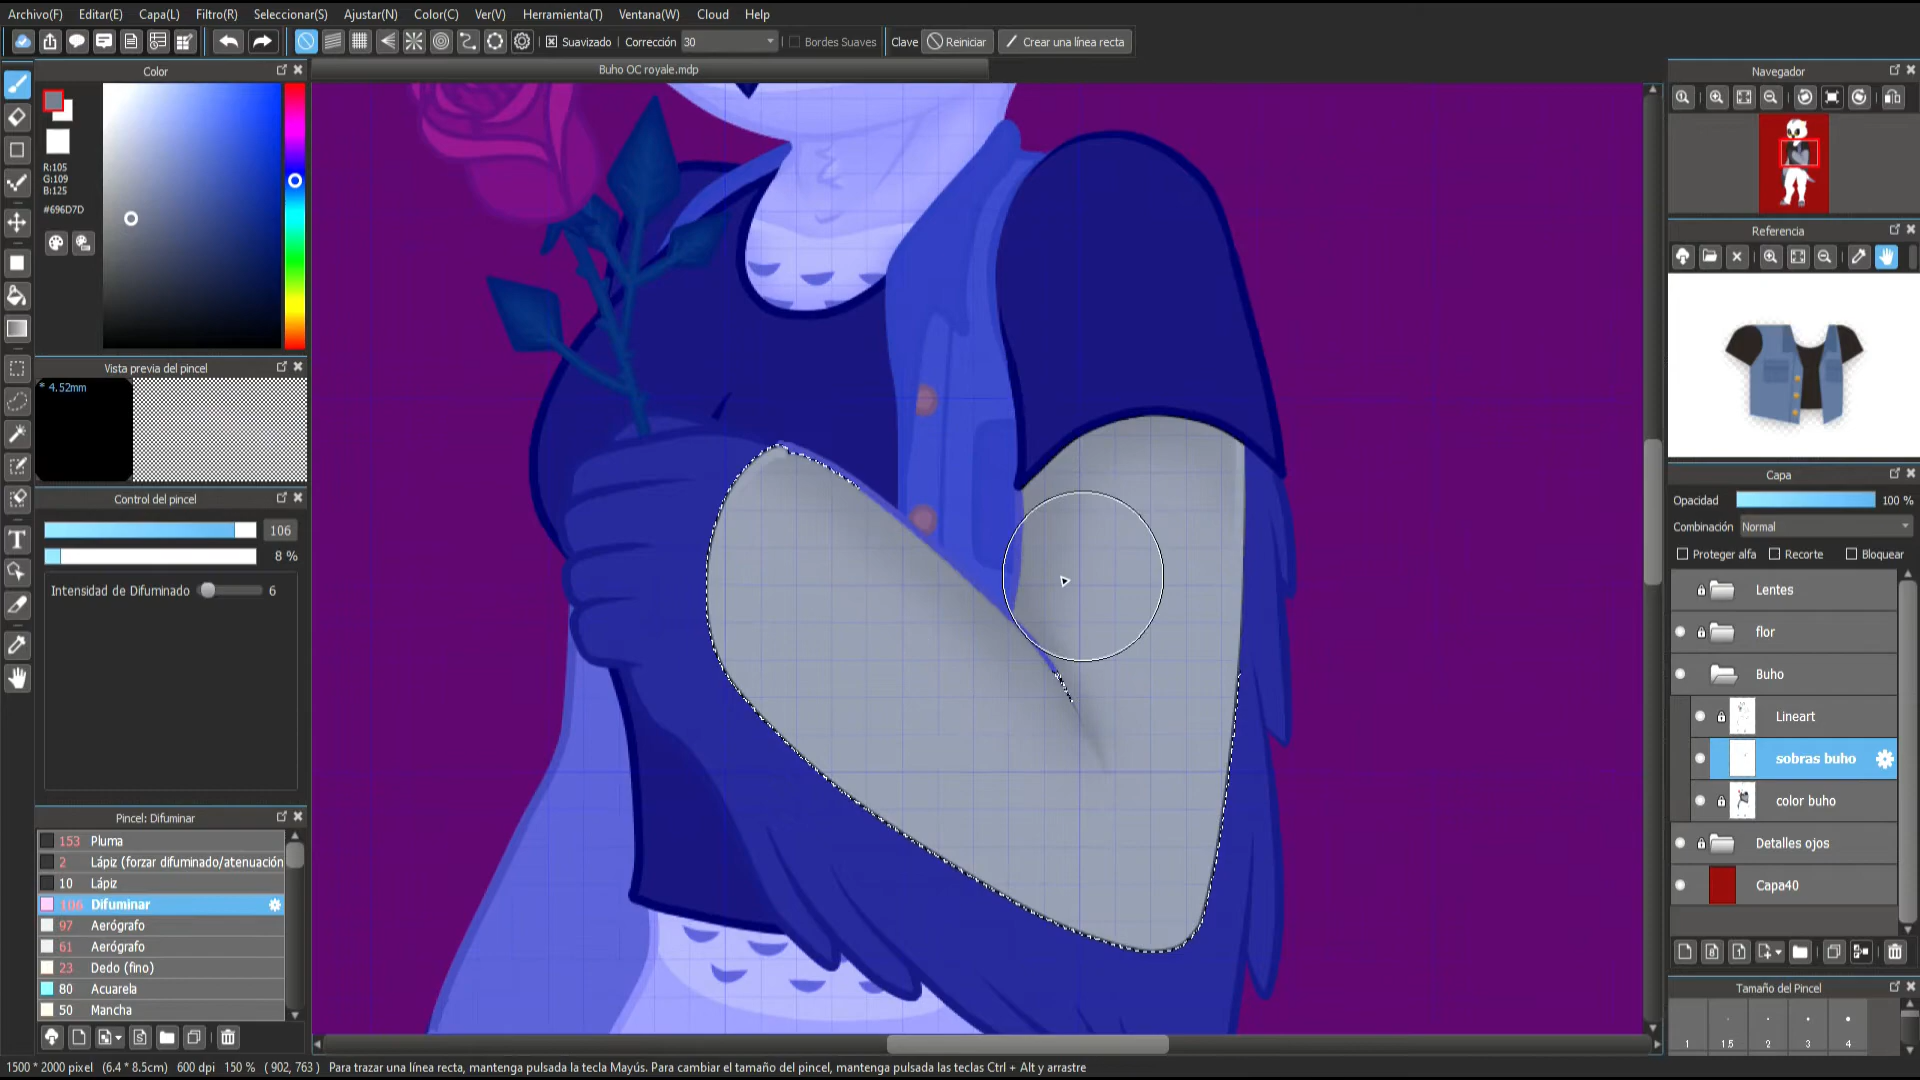 Archivo(F) Editar(E) Capa(L) Filtro(R) Seleccionar(S) Ajustar(N) Color(C) Ver(V) Herramienta(T) Ventana(W) Cloud Help
Suavizado Corrección 30 Bordes Suaves Clave Reiniciar Crear una línea recta
Color
Buho OC royale.mdp
R:105
G:109
B:125
#696D7D
Vista previa del pincel
* 4.52mm
Control del pincel
106
8 %
Intensidad de Difuminado 6
Pincel: Difuminar
153 Pluma
2 Lápiz (forzar difuminado/atenuación
10 Lápiz
106 Difuminar
97 Aerógrafo
61 Aerógrafo
23 Dedo (fino)
80 Acuarela
50 Mancha
Navegador
Referencia
Capa
Opacidad 100 %
Combinación Normal
Proteger alfa Recorte Bloquear
Lentes
flor
Buho
Lineart
sobras buho
color buho
Detalles ojos
Capa40
Tamaño del Pincel
1 1.5 2 3 4
1500 * 2000 pixel (6.4 * 8.5cm) 600 dpi 150 % ( 902, 763 ) Para trazar una línea recta, mantenga pulsada la tecla Mayús. Para cambiar el tamaño del pincel, mantenga pulsada las teclas Ctrl + Alt y arrastre